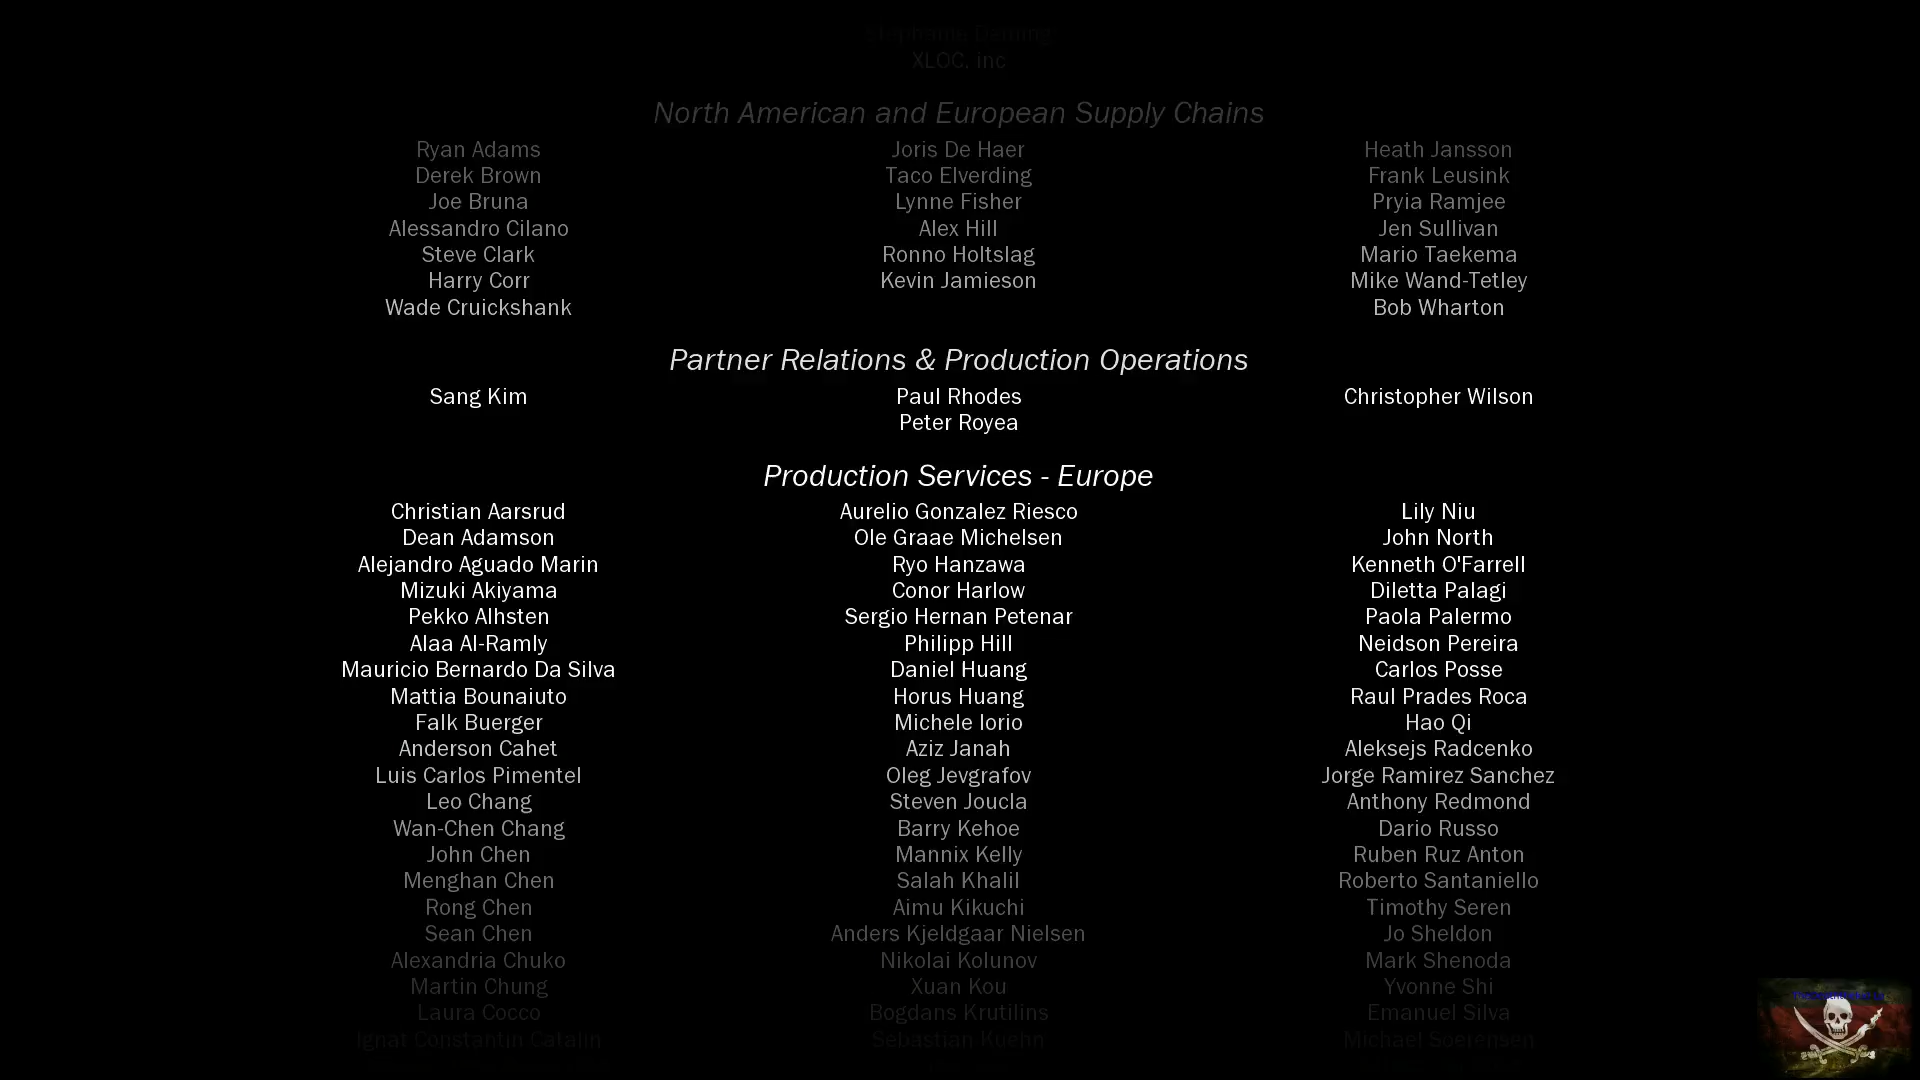 XLOC, inc
North American and European Supply Chains
Ryan Adams
Derek Brown
Joe Bruna
Alessandro Cilano
Steve Clark
Harry Corr
Wade Cruickshank
Joris De Haer
Taco Elverding
Lynne Fisher
Alex Hill
Ronno Holtslag
Kevin Jamieson
Heath Jansson
Frank Leusink
Pryia Ramjee
Jen Sullivan
Mario Taekema
Mike Wand-Tetley
Bob Wharton
Partner Relations & Production Operations
Sang Kim
Paul Rhodes
Peter Royea
Christopher Wilson
Production Services - Europe
Christian Aarsrud
Dean Adamson
Alejandro Aguado Marin
Mizuki Akiyama
Pekko Alhsten
Alaa Al-Ramly
Mauricio Bernardo Da Silva
Mattia Bounaiuto
Falk Buerger
Anderson Cahet
Luis Carlos Pimentel
Leo Chang
Wan-Chen Chang
John Chen
Menghan Chen
Rong Chen
Sean Chen
Alexandria Chuko
Martin Chung
Laura Cocco
Ignat Constantin Catalin
Aurelio Gonzalez Riesco
Ole Graae Michelsen
Ryo Hanzawa
Conor Harlow
Sergio Hernan Petenar
Philipp Hill
Daniel Huang
Horus Huang
Michele Iorio
Aziz Janah
Oleg Jevgrafov
Steven Joucla
Barry Kehoe
Mannix Kelly
Salah Khalil
Aimu Kikuchi
Anders Kjeldgaar Nielsen
Nikolai Kolunov
Xuan Kou
Bogdans Krutilins
Sebastian Kuehn
Lily Niu
John North
Kenneth O'Farrell
Diletta Palagi
Paola Palermo
Neidson Pereira
Carlos Posse
Raul Prades Roca
Hao Qi
Aleksejs Radcenko
Jorge Ramirez Sanchez
Anthony Redmond
Dario Russo
Ruben Ruz Anton
Roberto Santaniello
Timothy Seren
Jo Sheldon
Mark Shenoda
Yvonne Shi
Emanuel Silva
Michael Soerensen